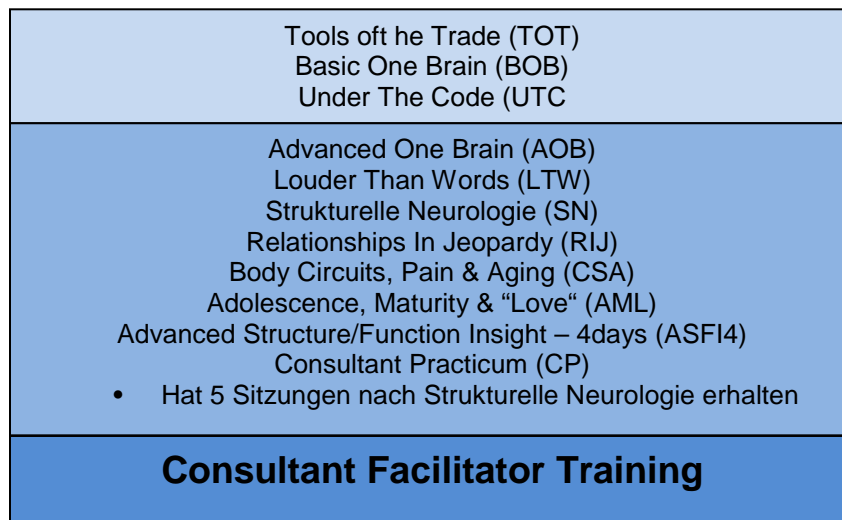 Tools oft he Trade (TOT)
Basic One Brain (BOB)
Under The Code (UTC
Advanced One Brain (AOB)
Louder Than Words (LTW)
Strukturelle Neurologie (SN)
Relationships In Jeopardy (RIJ)
Body Circuits, Pain & Aging (CSA)
Adolescence, Maturity & “Love“ (AML)
Advanced Structure/Function Insight – 4days (ASFI4)
Consultant Practicum (CP)
• Hat 5 Sitzungen nach Strukturelle Neurologie erhalten
Consultant Facilitator Training